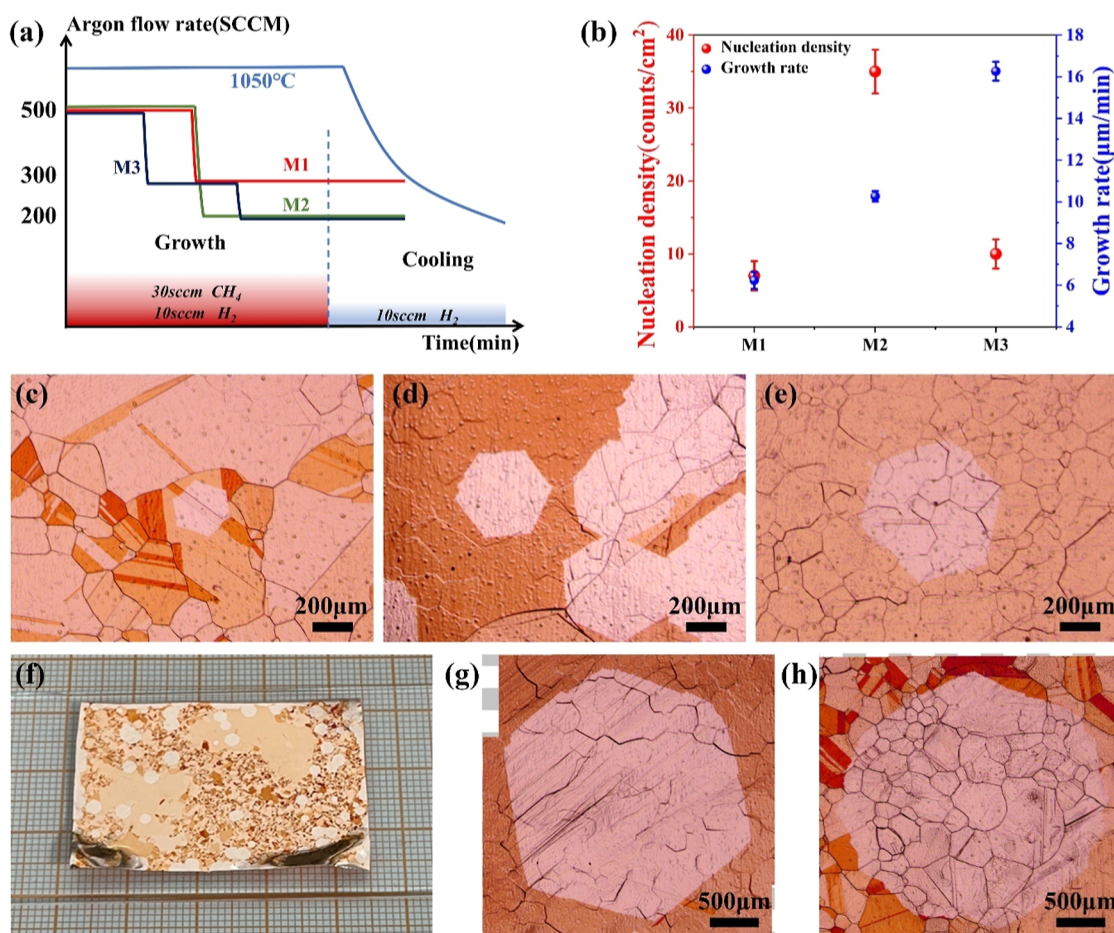 (a)
Argon flow rate(SCCM)
1050°C
500
300
200
M3
M1
M2
Growth
Cooling
30sccm CH₄
10sccm H₂
10sccm H₂
Time(min)
(b)
Nucleation density(counts/cm²)
40
30
20
10
0
Nucleation density
Growth rate
18
16
14
12
10
8
6
4
Growth rate(μm/min)
M1
M2
M3
(c)
200μm
(d)
200μm
(e)
200μm
(f)
(g)
500μm
(h)
500μm